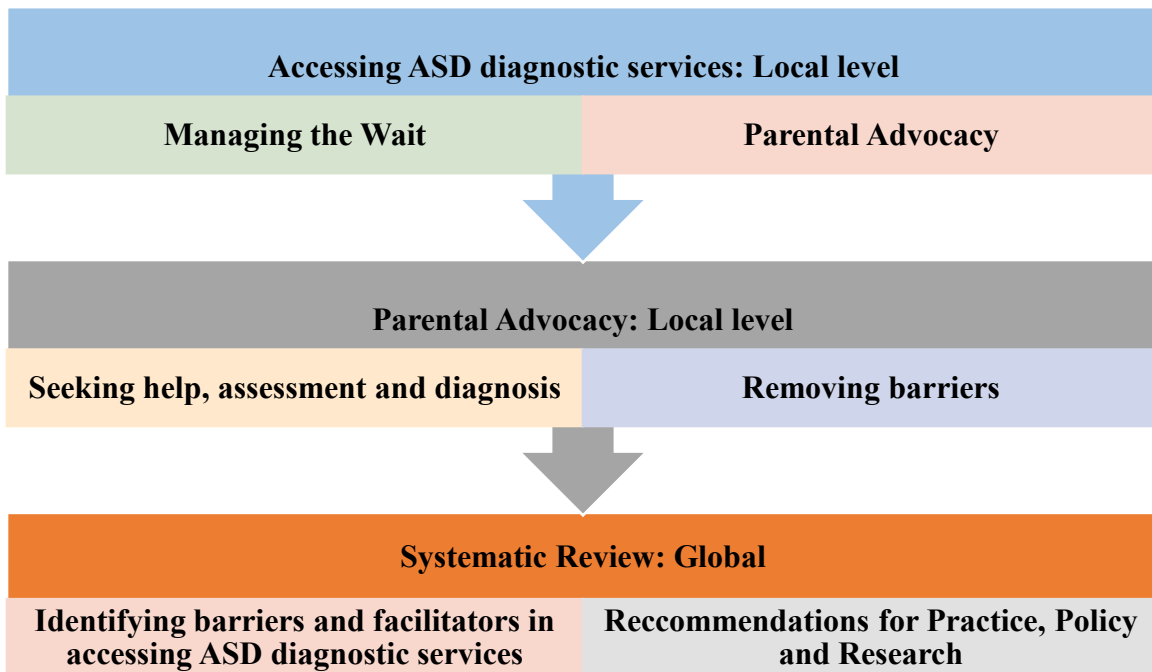 Accessing ASD diagnostic services: Local level
Managing the Wait
Parental Advocacy
Parental Advocacy: Local level
Seeking help, assessment and diagnosis
Removing barriers
Systematic Review: Global
Identifying barriers and facilitators in
accessing ASD diagnostic services
Reccommendations for Practice, Policy
and Research